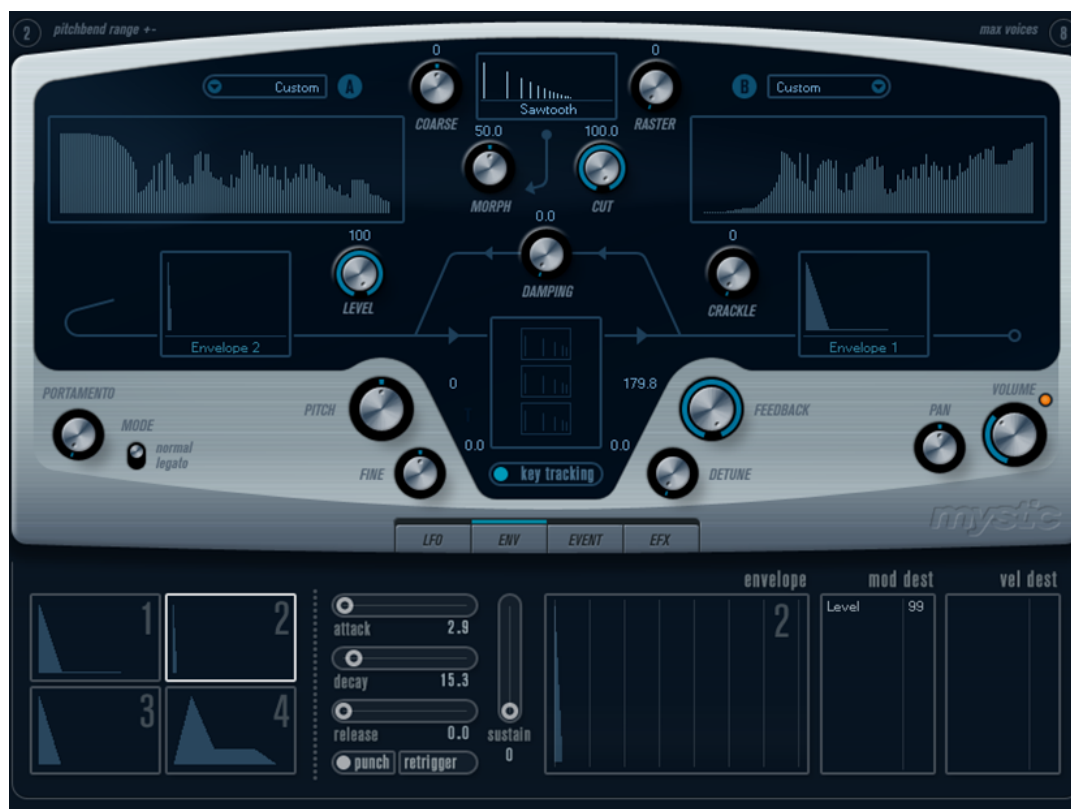 2 pitchbend range +-
max voices 8
0
0
Custom A
B Custom
Sawtooth
COARSE
RASTER
50.0
100.0
MORPH
CUT
0.0
100
0
DAMPING
LEVEL
CRACKLE
Envelope 2
Envelope 1
PORTAMENTO
0
179.8
VOLUME
PITCH
FEEDBACK
PAN
MODE
normal
legato
0.0
0.0
FINE
key tracking
DETUNE
mystic
LFO ENV EVENT EFX
envelope mod dest vel dest
1 2
attack 2.9
2
Level 99
decay 15.3
3 4
release 0.0
sustain
0
punch retrigger